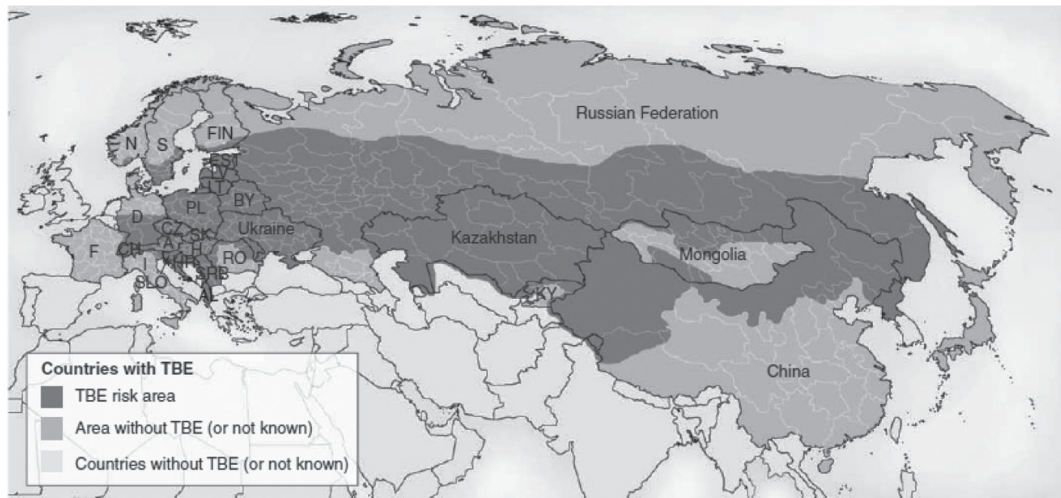 Russian Federation
FIN
N
S
EST
LT
BY
PL
D
Ukraine
CZ
SK
Kazakhstan
F
CH
A
H
RO
Mongolia
I
HR
SRB
KY
SLO
AL
China
Countries with TBE
TBE risk area
Area without TBE (or not known)
Countries without TBE (or not known)